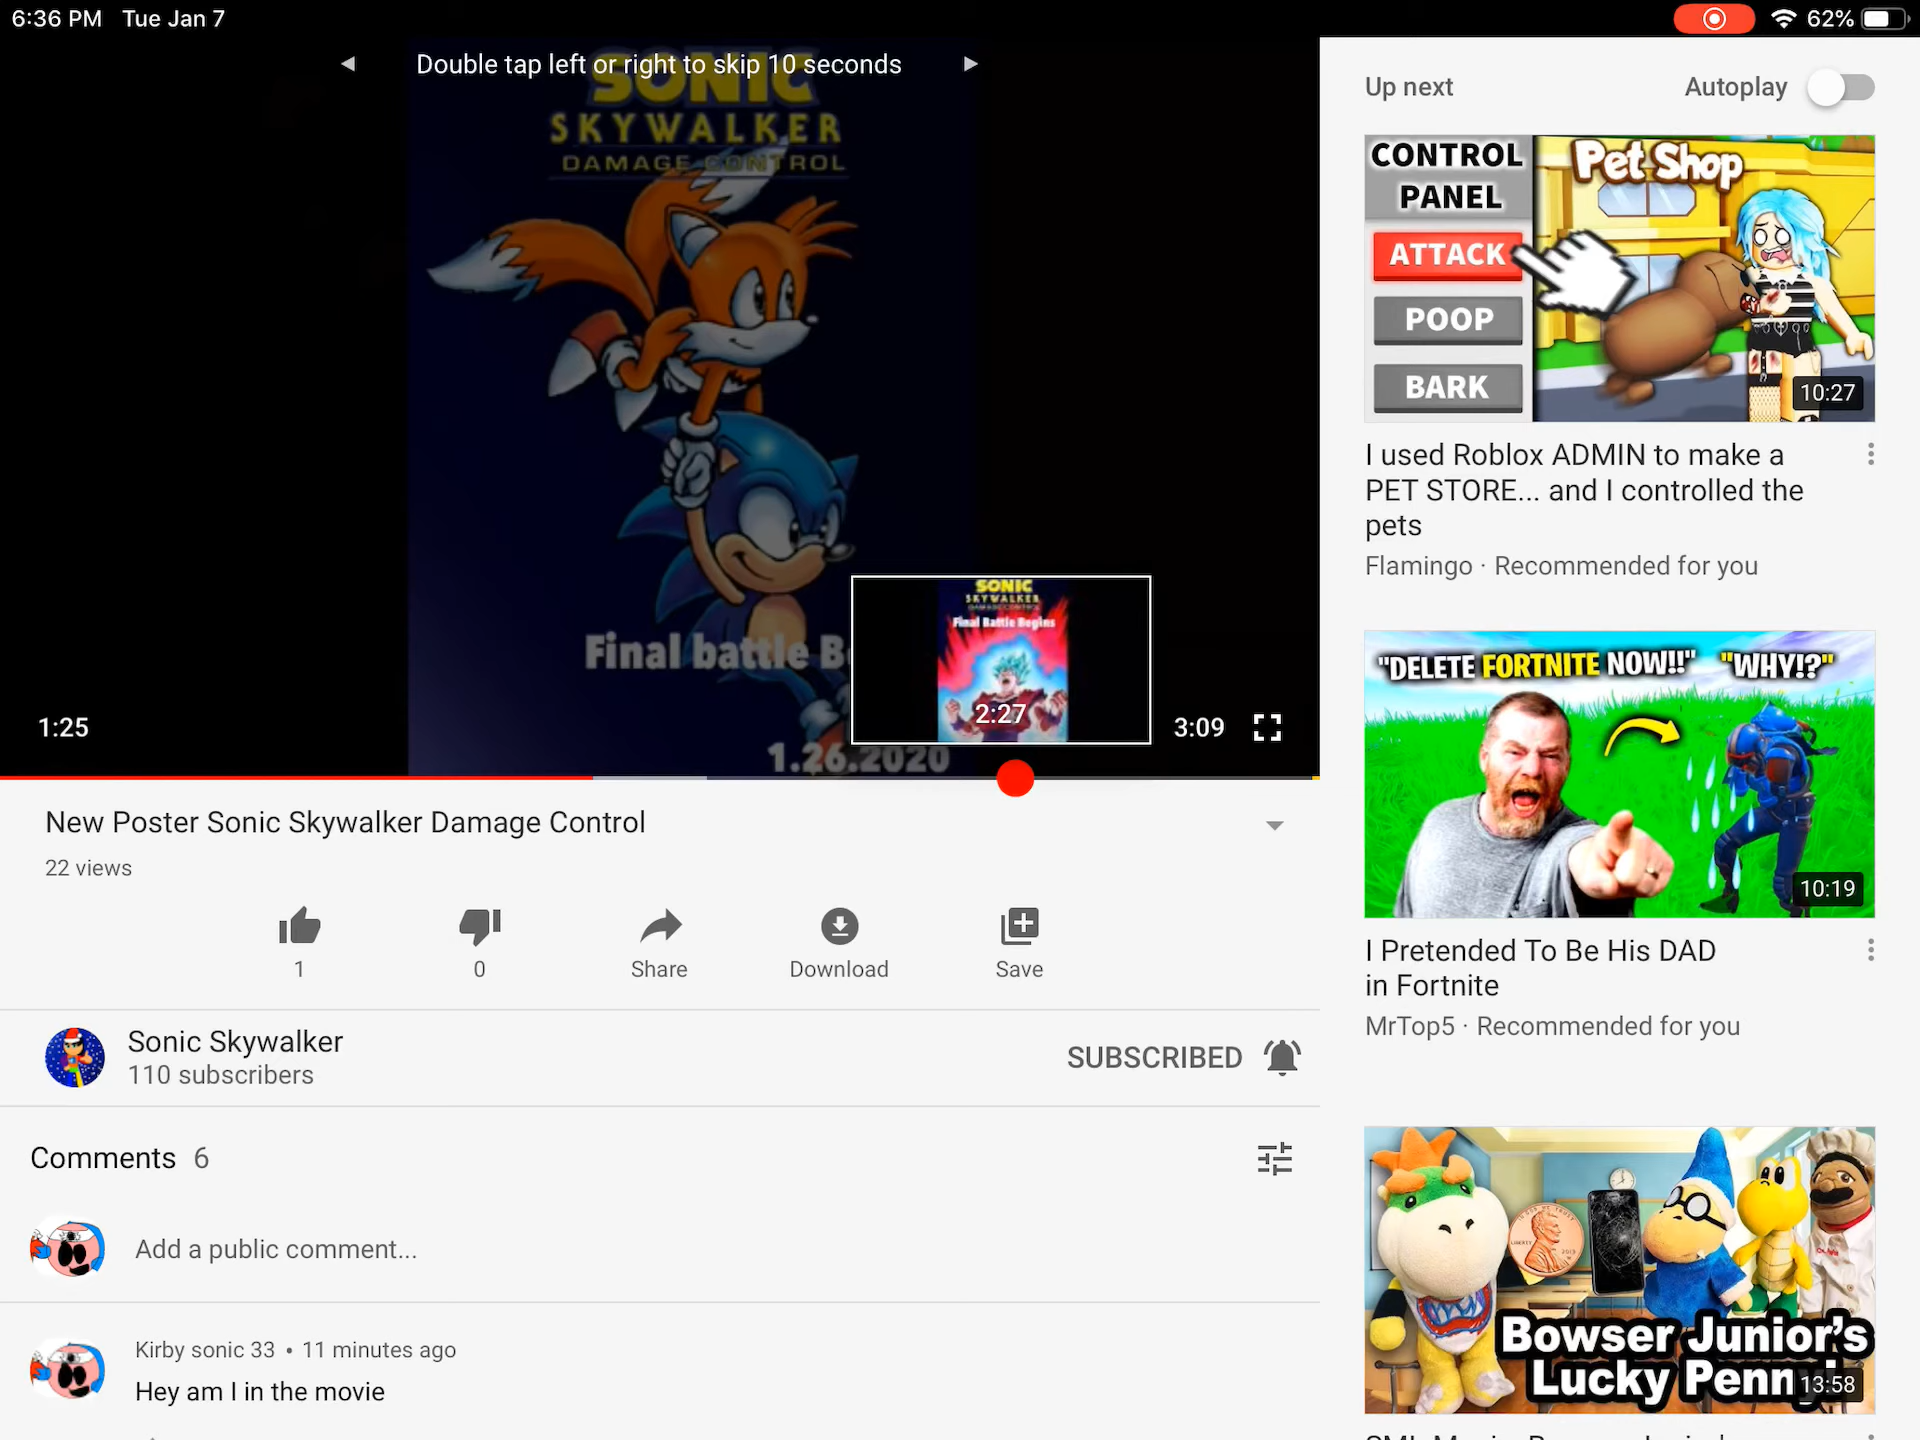 6:36 PM Tue Jan 7
62%
Double tap left or right to skip 10 seconds
SONIC
SKYWALKER
DAMAGE CONTROL
Final battle B
1.26.2020
SONIC
SKYWALKER
DAMAGE CONTROL
Final Battle Begins
2:27
1:25
3:09
New Poster Sonic Skywalker Damage Control
22 views
1
0
Share
Download
Save
Sonic Skywalker
110 subscribers
SUBSCRIBED
Comments 6
Add a public comment...
Kirby sonic 33 • 11 minutes ago
Hey am I in the movie
Up next
Autoplay
CONTROL
PANEL
ATTACK
POOP
BARK
Pet Shop
10:27
I used Roblox ADMIN to make a
PET STORE... and I controlled the
pets
Flamingo · Recommended for you
"DELETE FORTNITE NOW!!" "WHY!?"
10:19
I Pretended To Be His DAD
in Fortnite
MrTop5 · Recommended for you
Bowser Junior's
Lucky Penny!
13:58